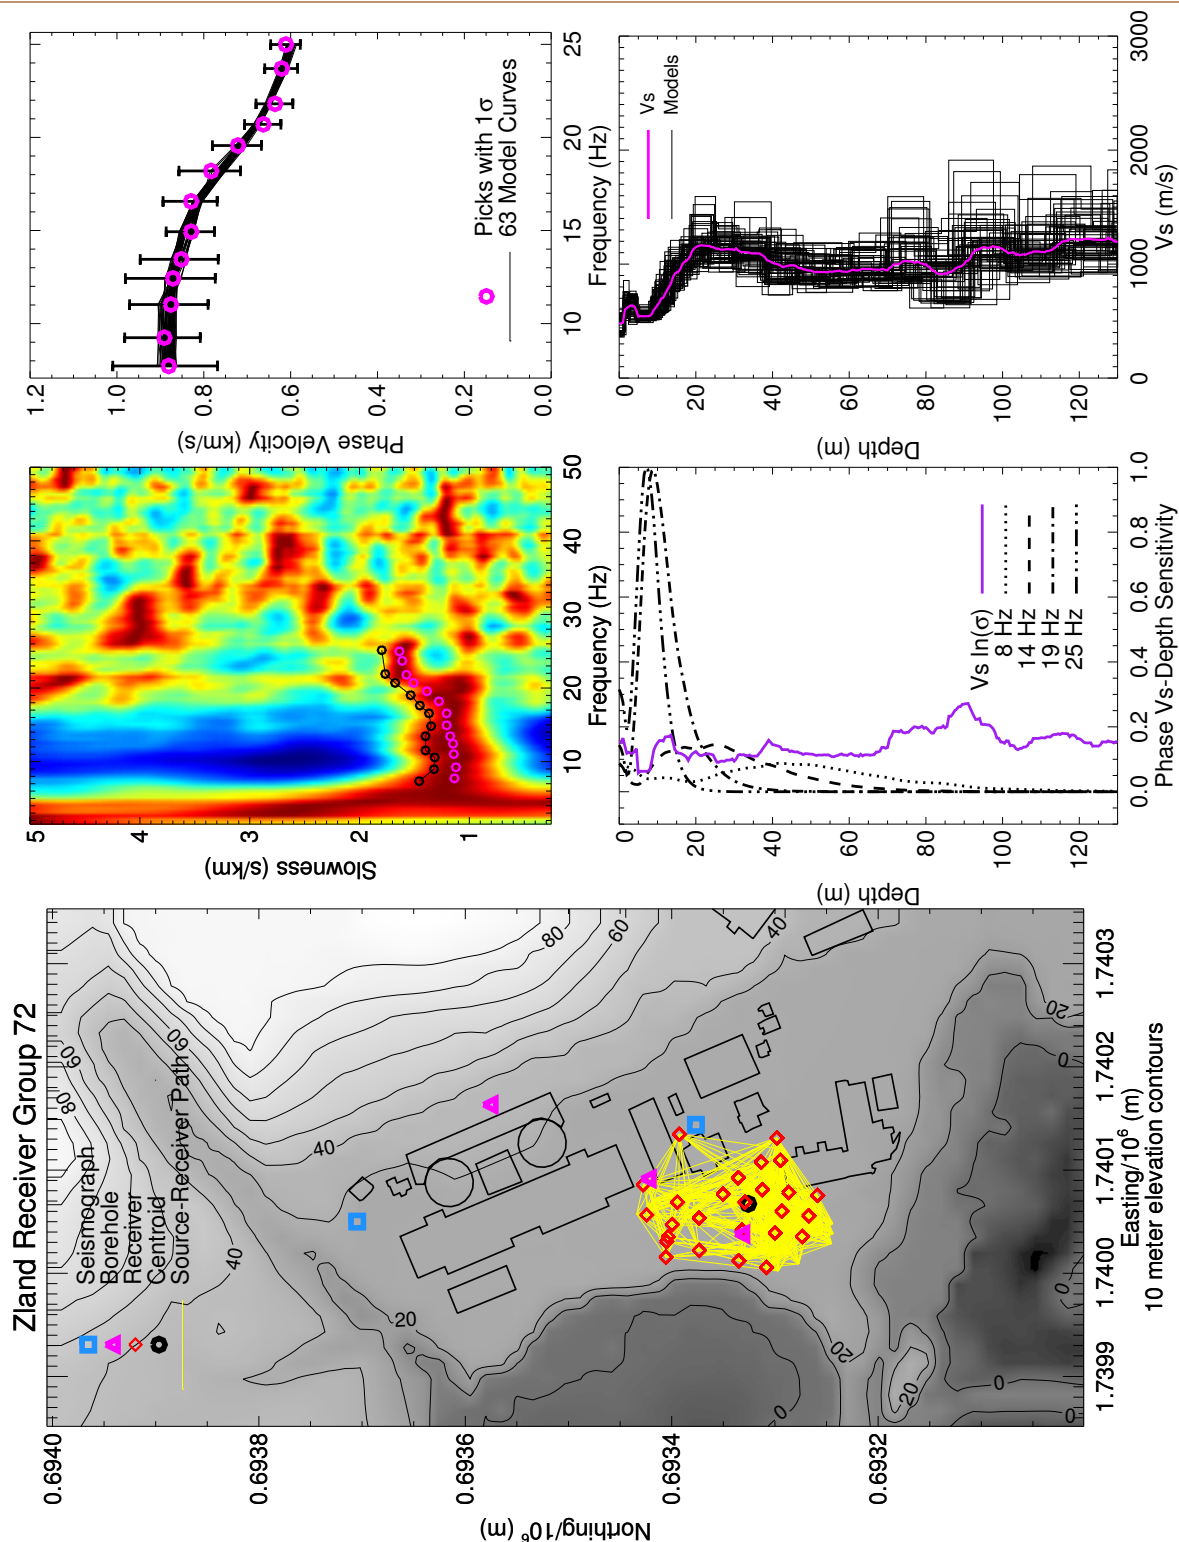 Zland Receiver Group 72
Seismograph
Borehole
Receiver
Centroid
Source-Receiver Path
Northing/10⁶ (m)
0.6940
0.6938
0.6936
0.6934
0.6932
1.7399
1.7400
1.7401
1.7402
1.7403
Easting/10⁶ (m)
10 meter elevation contours
80
60
60
40
40
20
80
60
40
20
20
20
0
0
0
0
Slowness (s/km)
5
4
3
2
1
10
20
30
40
50
Frequency (Hz)
Phase Velocity (km/s)
1.2
1.0
0.8
0.6
0.4
0.2
0.0
10
15
20
25
Frequency (Hz)
Picks with 1σ
63 Model Curves
Depth (m)
0
20
40
60
80
100
120
0.0
0.2
0.4
0.6
0.8
1.0
Phase Vs-Depth Sensitivity
Vs ln(σ)
8 Hz
14 Hz
19 Hz
25 Hz
Depth (m)
0
20
40
60
80
100
120
0
1000
2000
3000
Vs (m/s)
Vs
Models